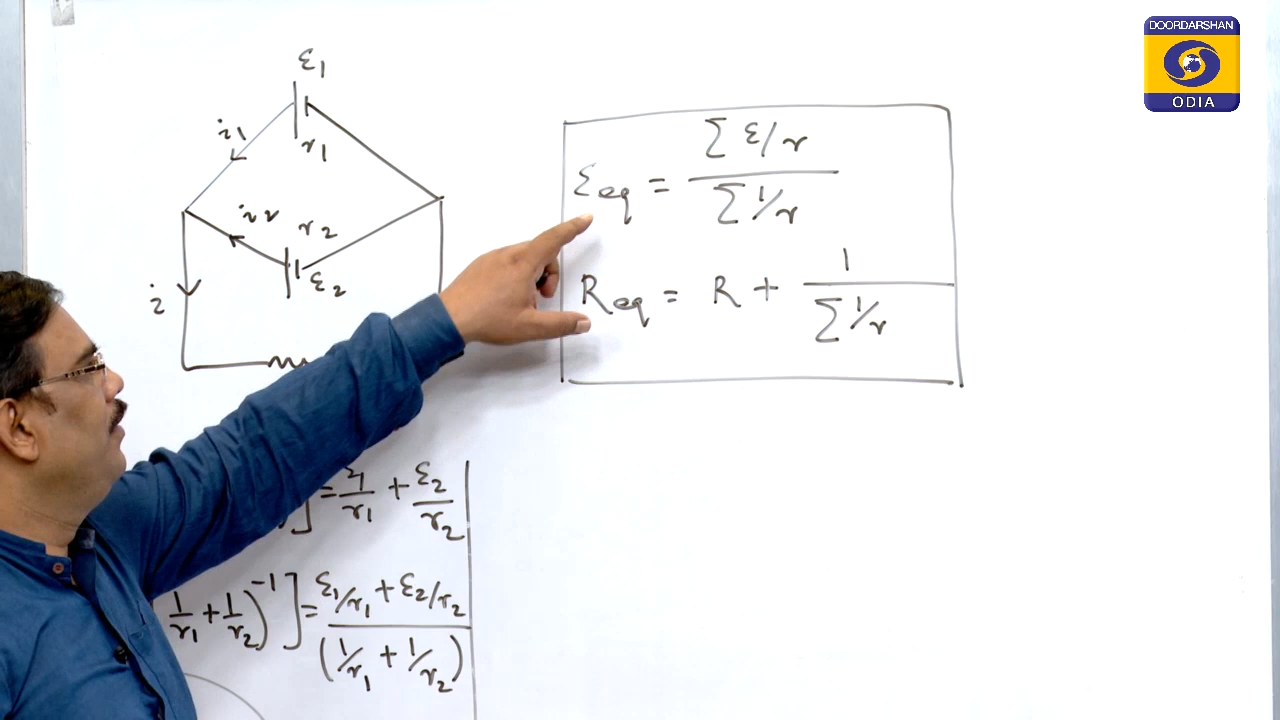 DOORDARSHAN
ODIA
ε1
i1
r1
i2
r2
ε2
i
εeq = Σ ε/r / Σ 1/r
Req = R + 1 / Σ 1/r
] = ε1/r1 + ε2/r2
1/r1 + 1/r2)^-1] = ε1/r1 + ε2/r2 / (1/r1 + 1/r2)